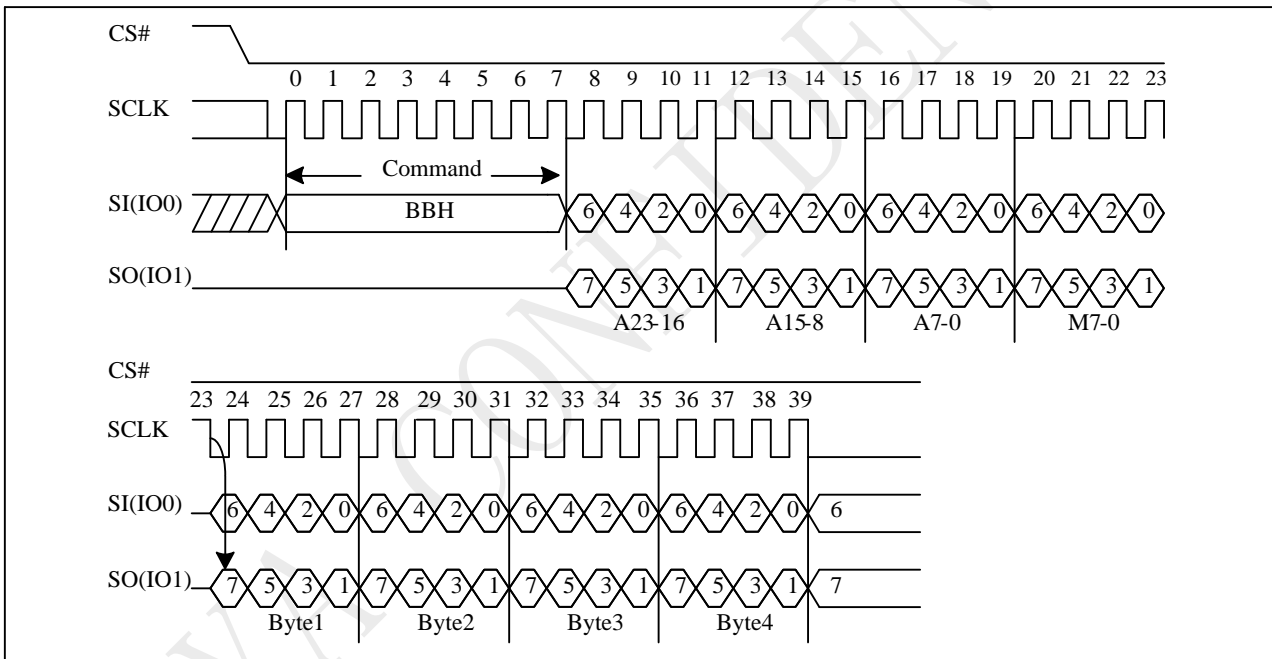 CS#
0 1 2 3 4 5 6 7 8 9 10 11 12 13 14 15 16 17 18 19 20 21 22 23
SCLK
Command
SI(IO0) BBH 6 4 2 0 6 4 2 0 6 4 2 0 6 4 2 0
SO(IO1) 7 5 3 1 7 5 3 1 7 5 3 1 7 5 3 1
A23-16 A15-8 A7-0 M7-0
CS#
23 24 25 26 27 28 29 30 31 32 33 34 35 36 37 38 39
SCLK
SI(IO0) 6 4 2 0 6 4 2 0 6 4 2 0 6 4 2 0 6
SO(IO1) 7 5 3 1 7 5 3 1 7 5 3 1 7 5 3 1 7
Byte1 Byte2 Byte3 Byte4